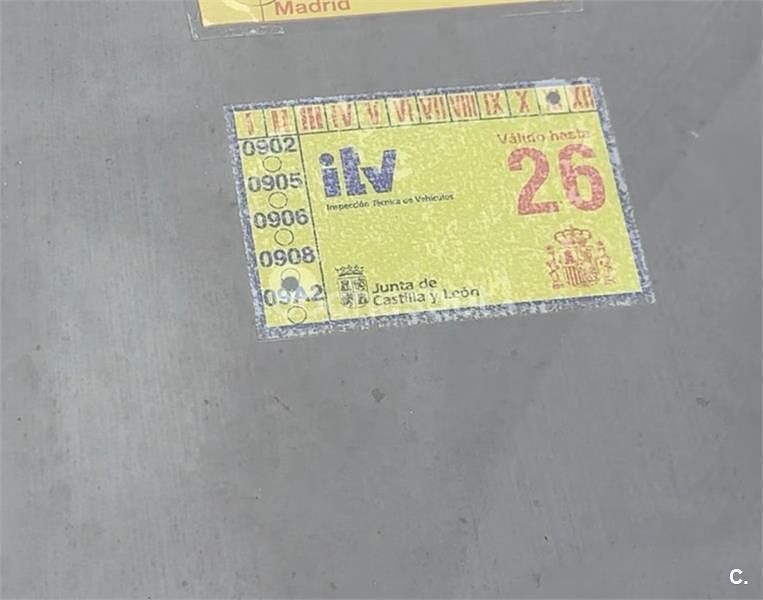 Madrid
I II III IV V VI VII VIII IX X XII
0902
0905
0906
0908
09A2
itv
Inspección Técnica de Vehículos
Válido hasta
26
Junta de
Castilla y León
C.